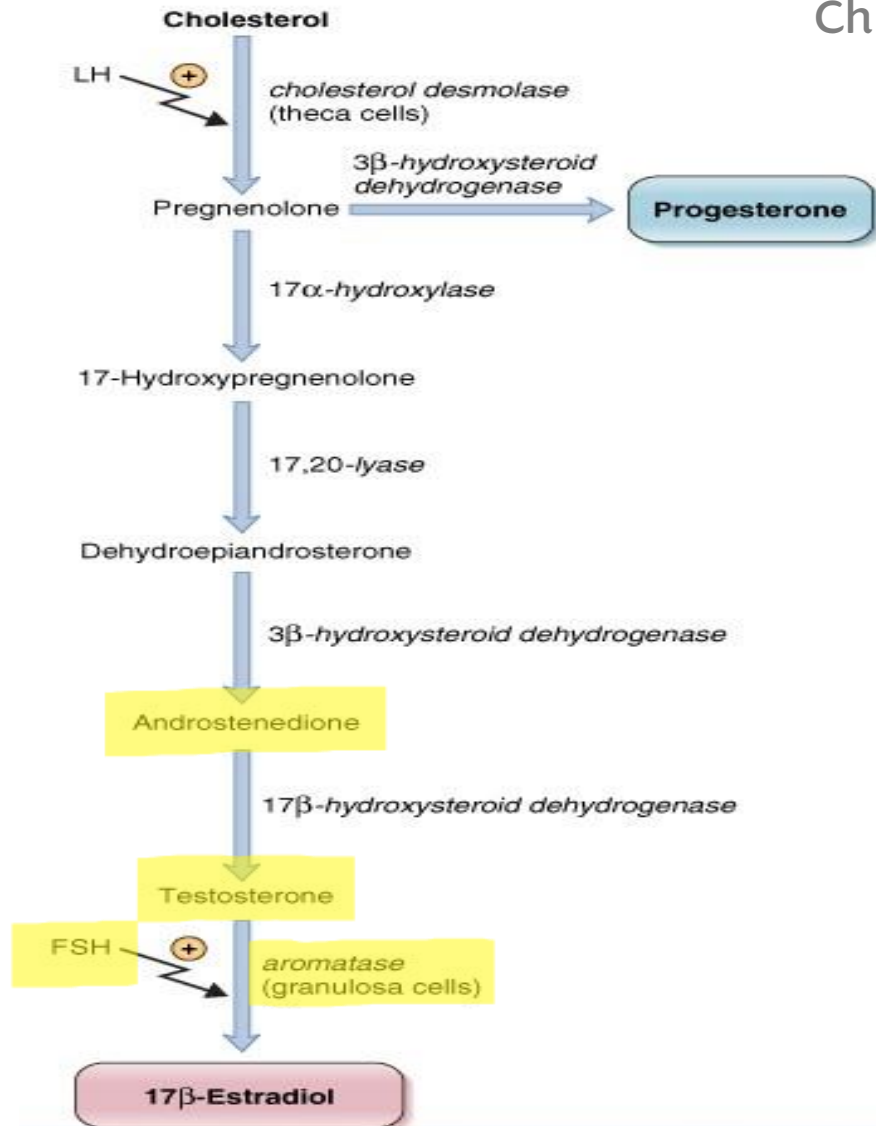 Ch
Cholesterol
LH
+
cholesterol desmolase
(theca cells)
3β-hydroxysteroid
dehydrogenase
Pregnenolone
Progesterone
17α-hydroxylase
17-Hydroxypregnenolone
17,20-lyase
Dehydroepiandrosterone
3β-hydroxysteroid dehydrogenase
Androstenedione
17β-hydroxysteroid dehydrogenase
Testosterone
FSH
+
aromatase
(granulosa cells)
17β-Estradiol